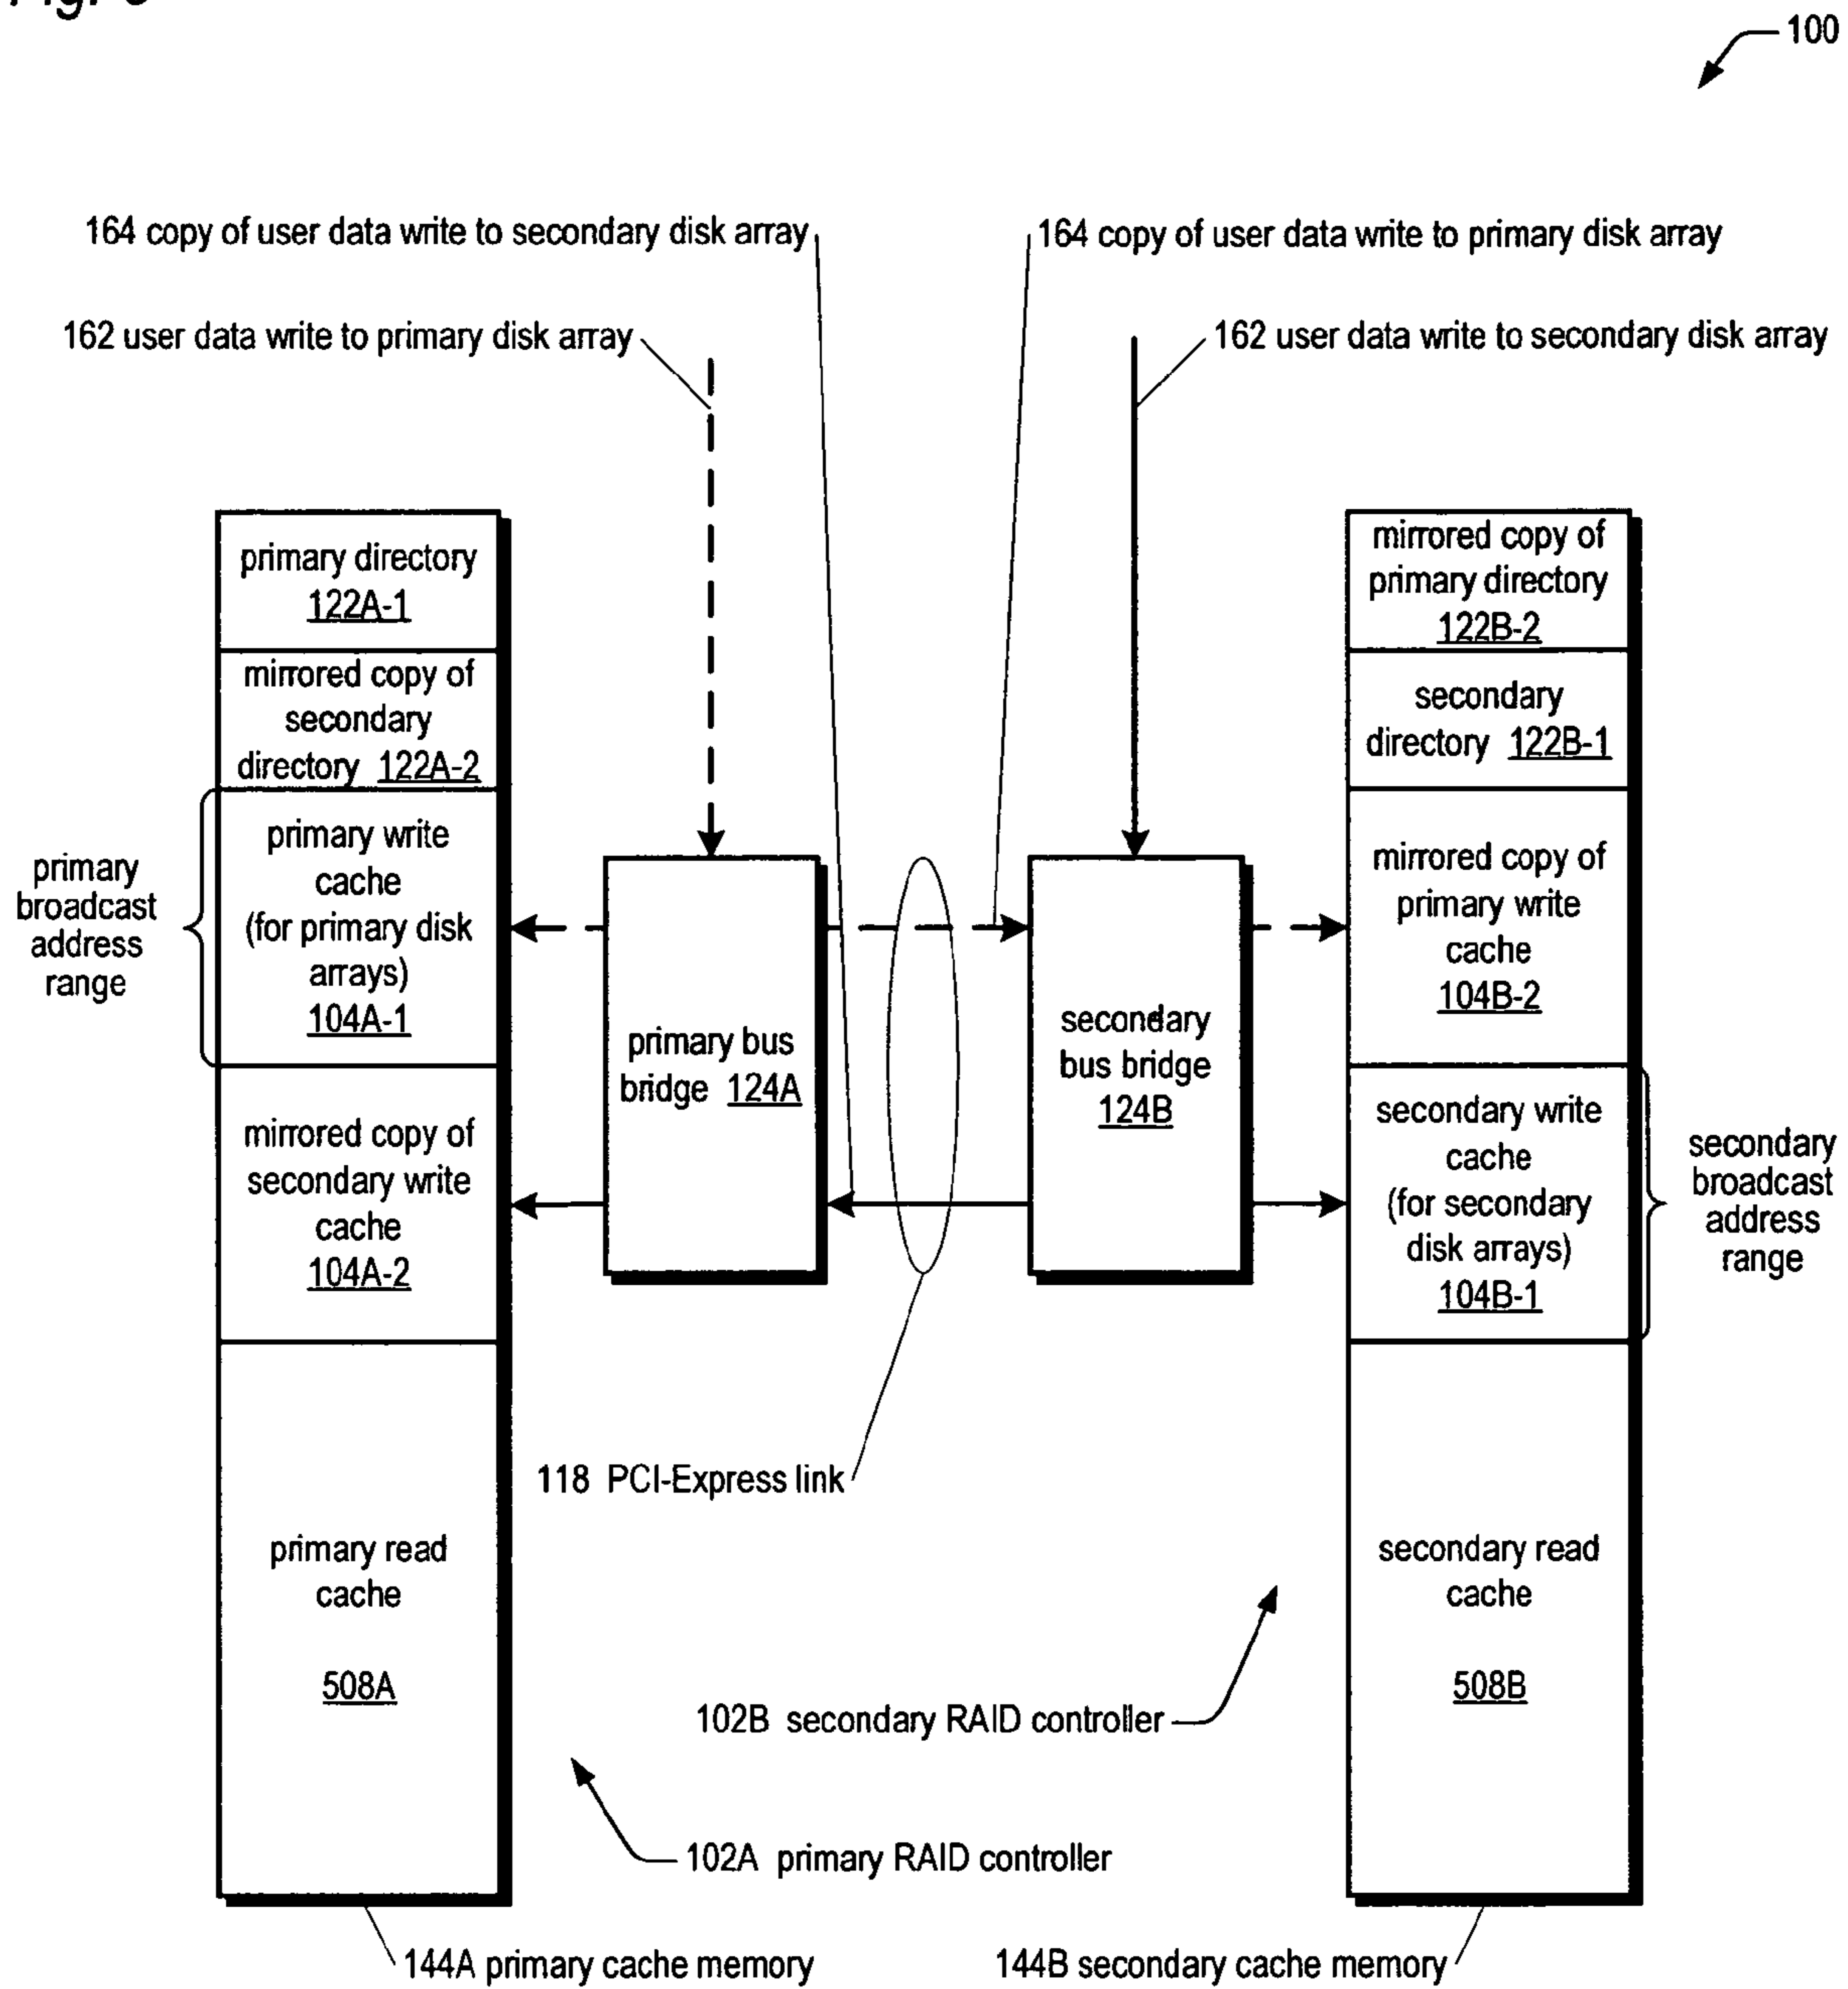 100
164 copy of user data write to secondary disk array
164 copy of user data write to primary disk array
162 user data write to primary disk array
162 user data write to secondary disk array
primary directory
122A-1
mirrored copy of
secondary
directory 122A-2
primary
broadcast
address
range
primary write
cache
(for primary disk
arrays)
104A-1
mirrored copy of
secondary write
cache
104A-2
primary read
cache
508A
primary bus
bridge 124A
secondary
bus bridge
124B
118 PCI-Express link
mirrored copy of
primary directory
122B-2
secondary
directory 122B-1
mirrored copy of
primary write
cache
104B-2
secondary write
cache
(for secondary
disk arrays)
104B-1
secondary
broadcast
address
range
secondary read
cache
508B
102B secondary RAID controller
102A primary RAID controller
144A primary cache memory
144B secondary cache memory